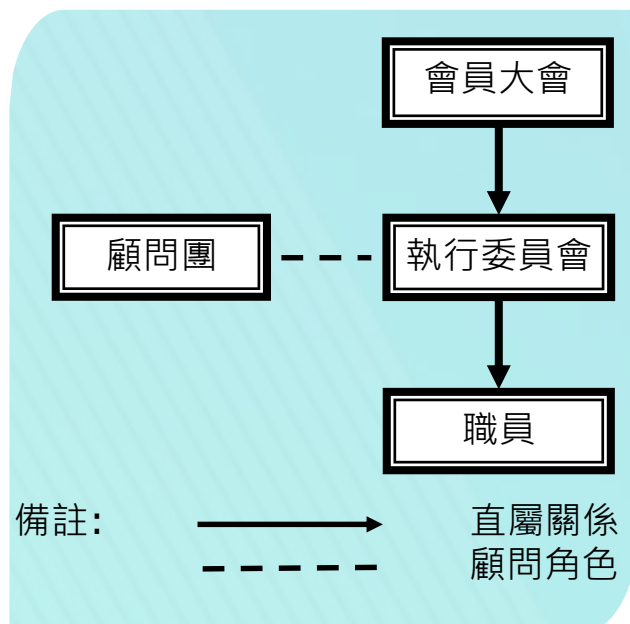 會員大會
顧問團
執行委員會
職員
備註:
直屬關係
顧問角色